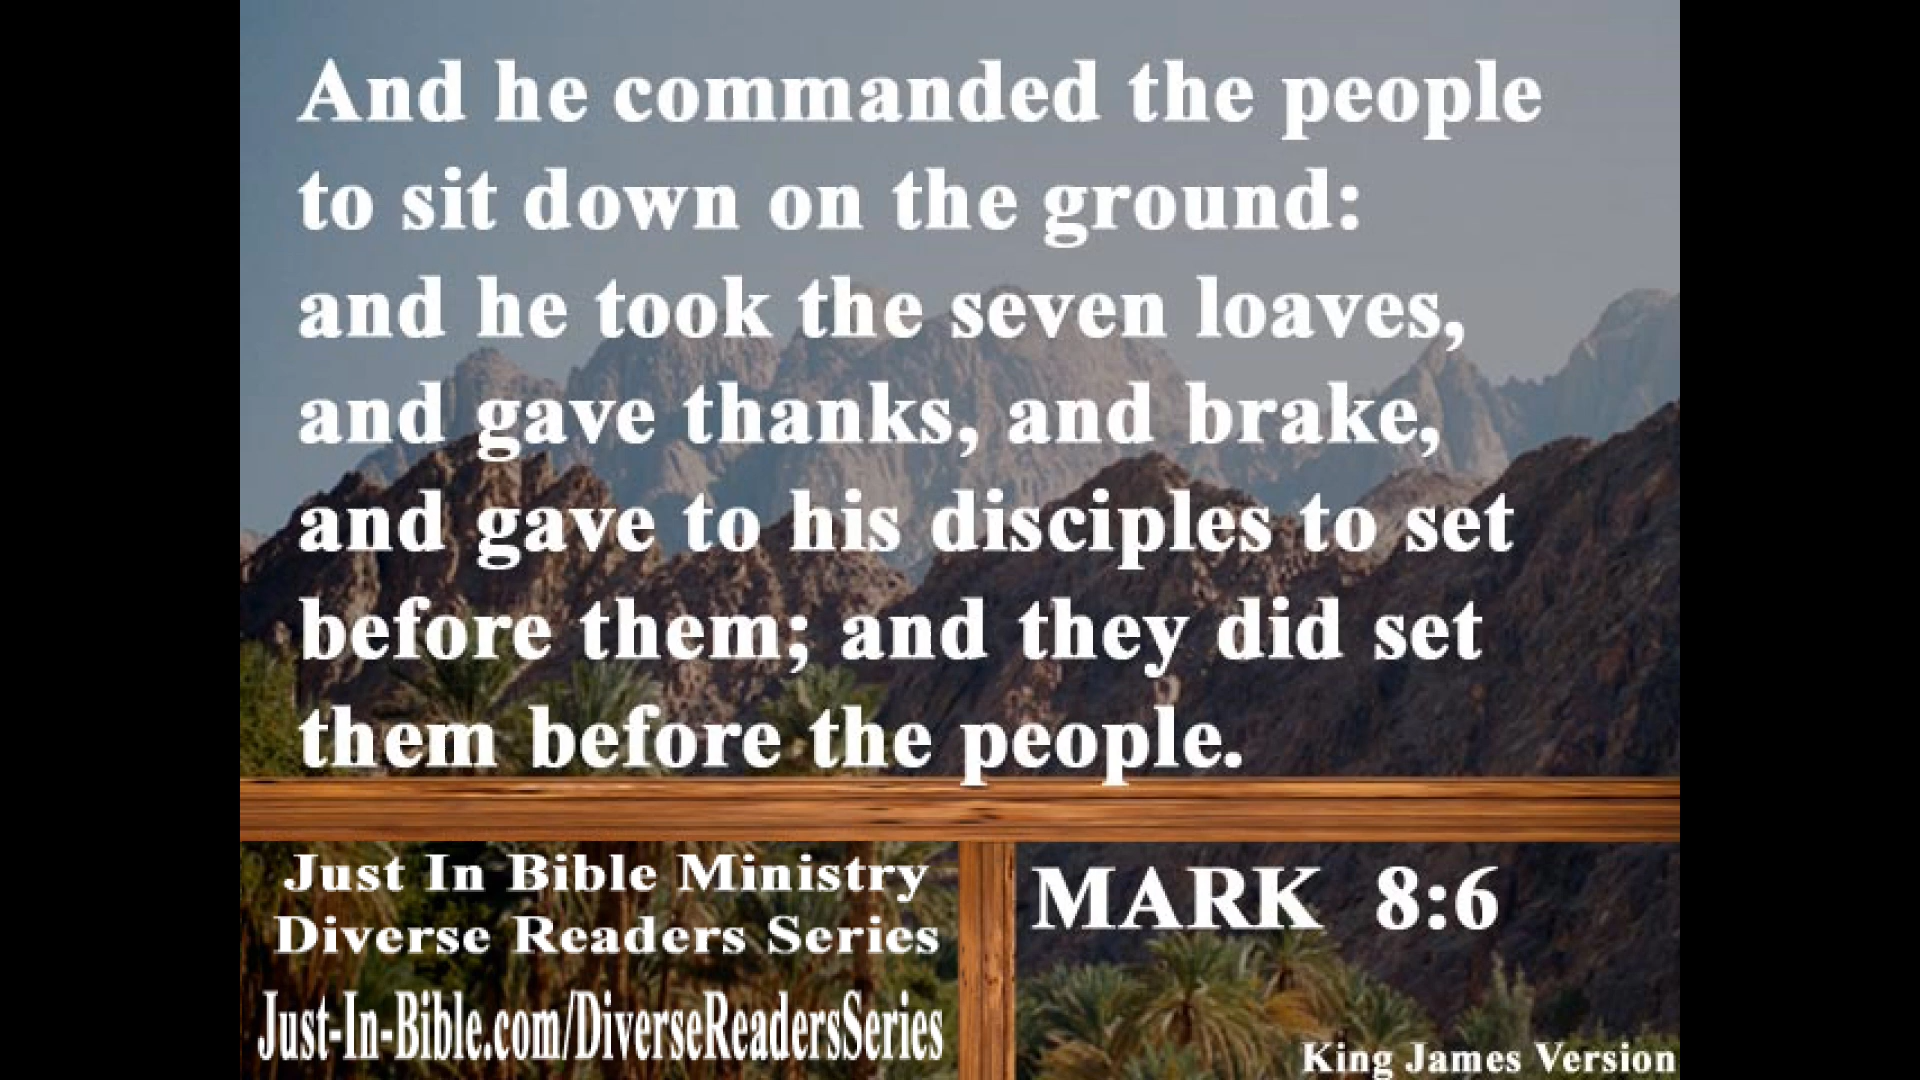 And he commanded the people
to sit down on the ground:
and he took the seven loaves,
and gave thanks, and brake,
and gave to his disciples to set
before them; and they did set
them before the people.
Just In Bible Ministry
Diverse Readers Series
Just-In-Bible.com/DiverseReadersSeries
MARK 8:6
King James Version